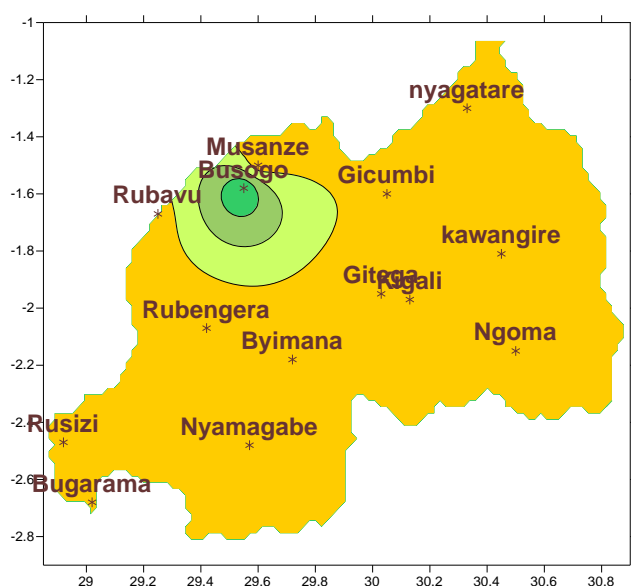 -1
-1.2
nyagatare
-1.4
Musanze
Busogo
Gicumbi
-1.6
Rubavu
-1.8
kawangire
Gitega
Kigali
-2
Rubengera
Byimana
Ngoma
-2.2
-2.4
Rusizi
Nyamagabe
-2.6
Bugarama
-2.8
29 29.2 29.4 29.6 29.8 30 30.2 30.4 30.6 30.8